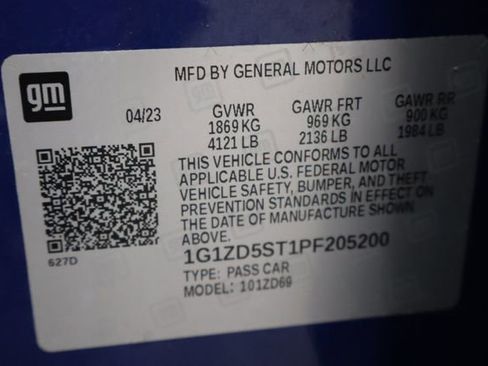 MFD BY GENERAL MOTORS LLC
gm
04/23
GVWR GAWR FRT GAWR RR
1869 KG 969 KG 900 KG
4121 LB 2136 LB 1984 LB
THIS VEHICLE CONFORMS TO ALL
APPLICABLE U.S. FEDERAL MOTOR
VEHICLE SAFETY, BUMPER, AND THEFT
PREVENTION STANDARDS IN EFFECT ON
THE DATE OF MANUFACTURE SHOWN
ABOVE.
627D
1G1ZD5ST1PF205200
TYPE: PASS CAR
MODEL: 101ZD69